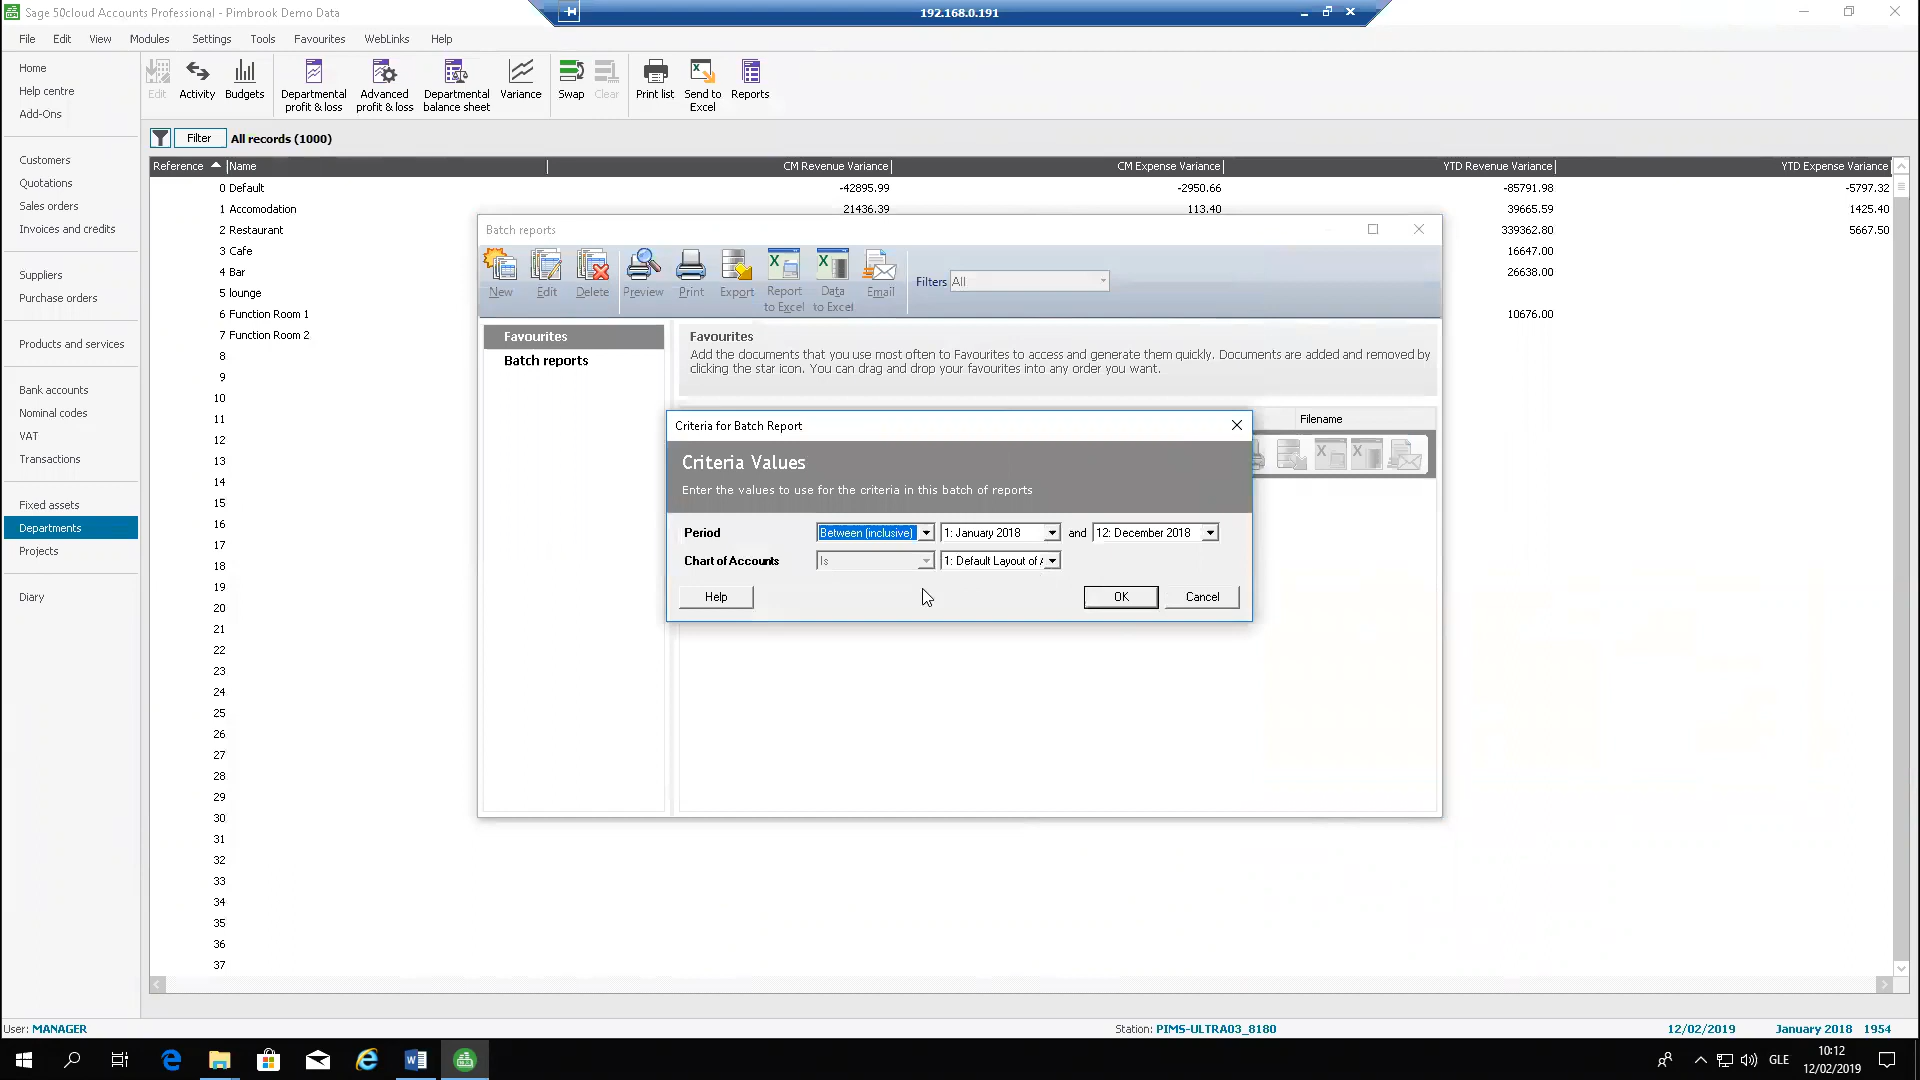 Sage 50cloud Accounts Professional - Pimbrook Demo Data
192.168.0.191
File Edit View Modules Settings Tools Favourites WebLinks Help
Home
Help centre
Add-Ons
Customers
Quotations
Sales orders
Invoices and credits
Suppliers
Purchase orders
Products and services
Bank accounts
Nominal codes
VAT
Transactions
Fixed assets
Departments
Projects
Diary
Edit Activity Budgets Departmental profit & loss Advanced profit & loss Departmental balance sheet Variance Swap Clear Print list Send to Excel Reports
Filter All records (1000)
Reference Name CM Revenue Variance CM Expense Variance YTD Revenue Variance YTD Expense Variance
0 Default -42895.99 -2950.66 -85791.98 -5797.32
1 Accomodation 21436.39 113.40 39665.59 1425.40
2 Restaurant 339362.80 5667.50
3 Cafe 16647.00
4 Bar 26638.00
5 lounge
6 Function Room 1 10676.00
7 Function Room 2
8
9
10
11
12
13
14
15
16
17
18
19
20
21
22
23
24
25
26
27
28
29
30
31
32
33
34
35
36
37
Batch reports
New Edit Delete Preview Print Export Report to Excel Data to Excel Email Filters All
Favourites
Batch reports
Favourites
Add the documents that you use most often to Favourites to access and generate them quickly. Documents are added and removed by
clicking the star icon. You can drag and drop your favourites into any order you want.
Filename
Criteria for Batch Report
Criteria Values
Enter the values to use for the criteria in this batch of reports
Period Between (inclusive) 1: January 2018 and 12: December 2018
Chart of Accounts Is 1: Default Layout of A
Help OK Cancel
User: MANAGER Station: PIMS-ULTRA03_8180 12/02/2019 January 2018 1954
GLE 10:12
12/02/2019